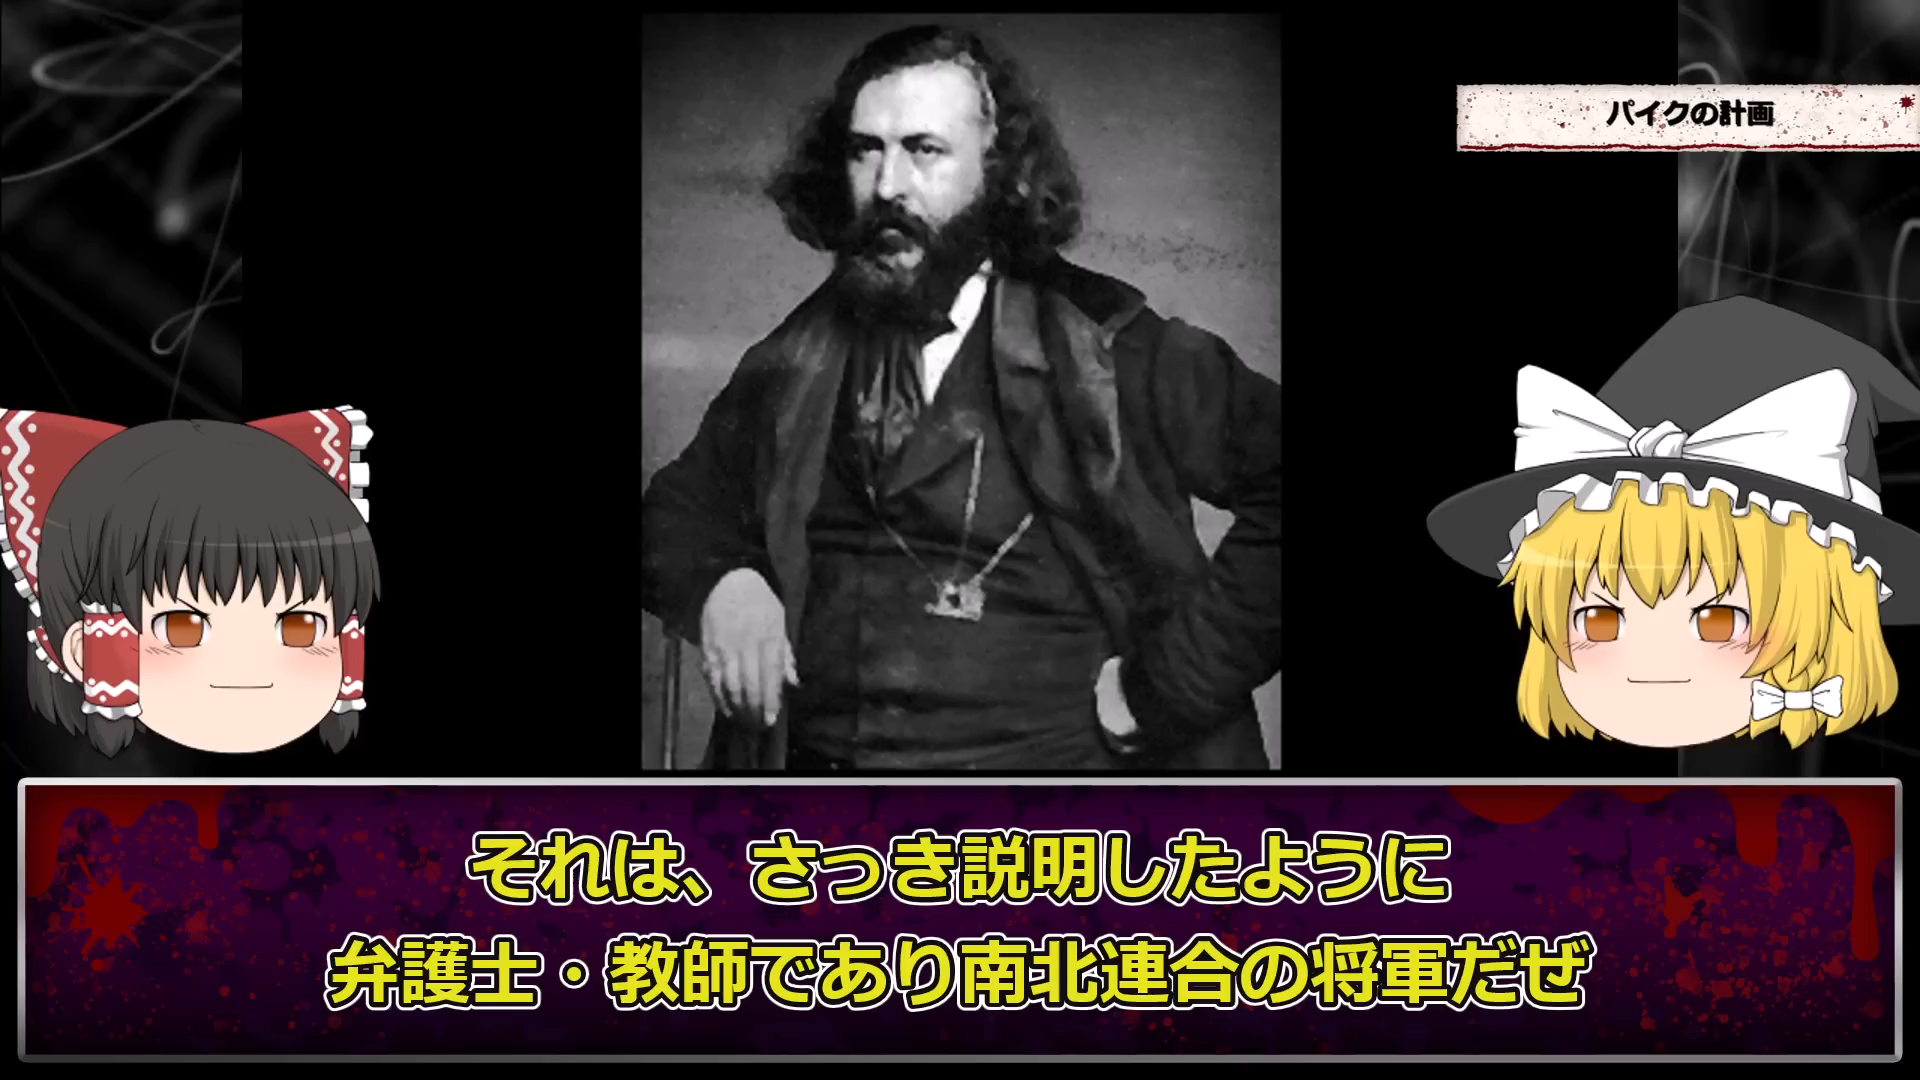 パイクの計画
それは、さっき説明したように
弁護士・教師であり南北連合の将軍だぜ